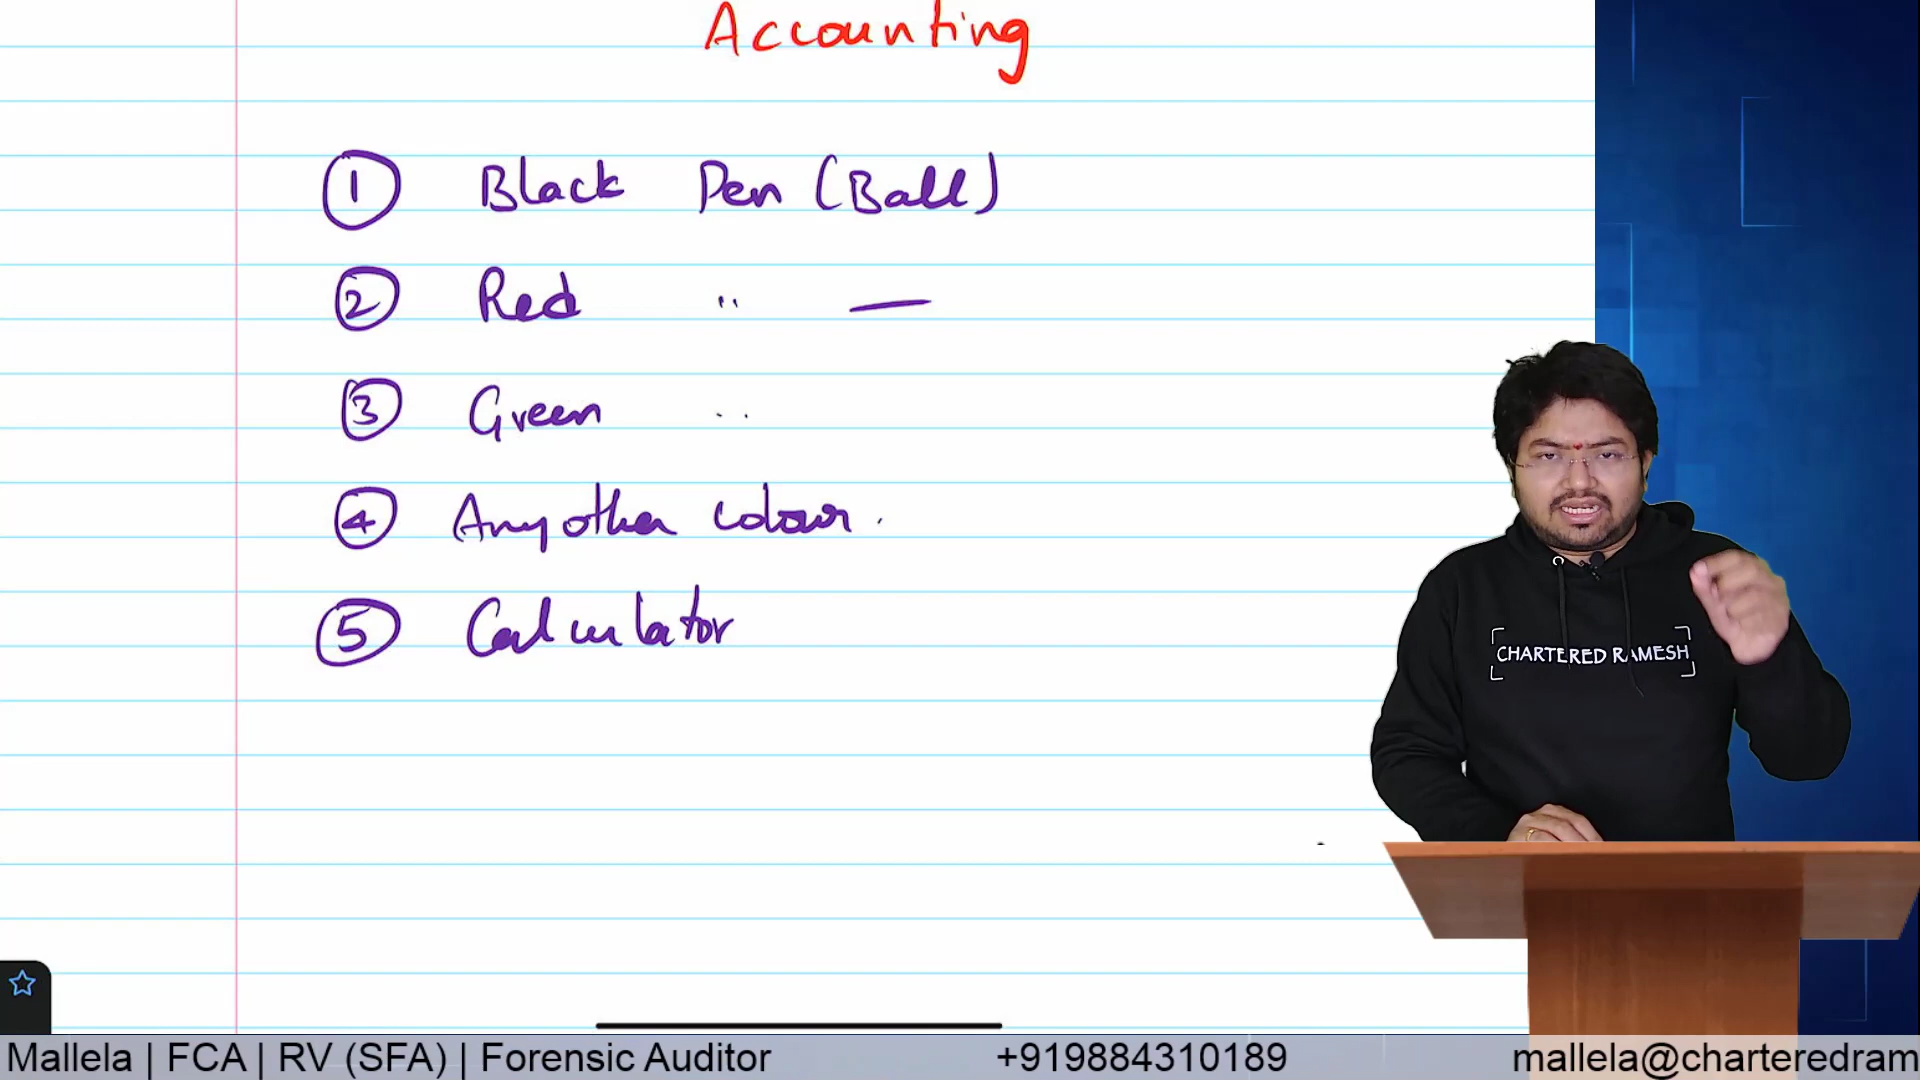 Accounting
① Black Pen (Ball)
② Red " —
③ Green "
④ Any other colour.
⑤ Calculator
CHARTERED RAMESH
Mallela | FCA | RV (SFA) | Forensic Auditor +919884310189 mallela@charteredram